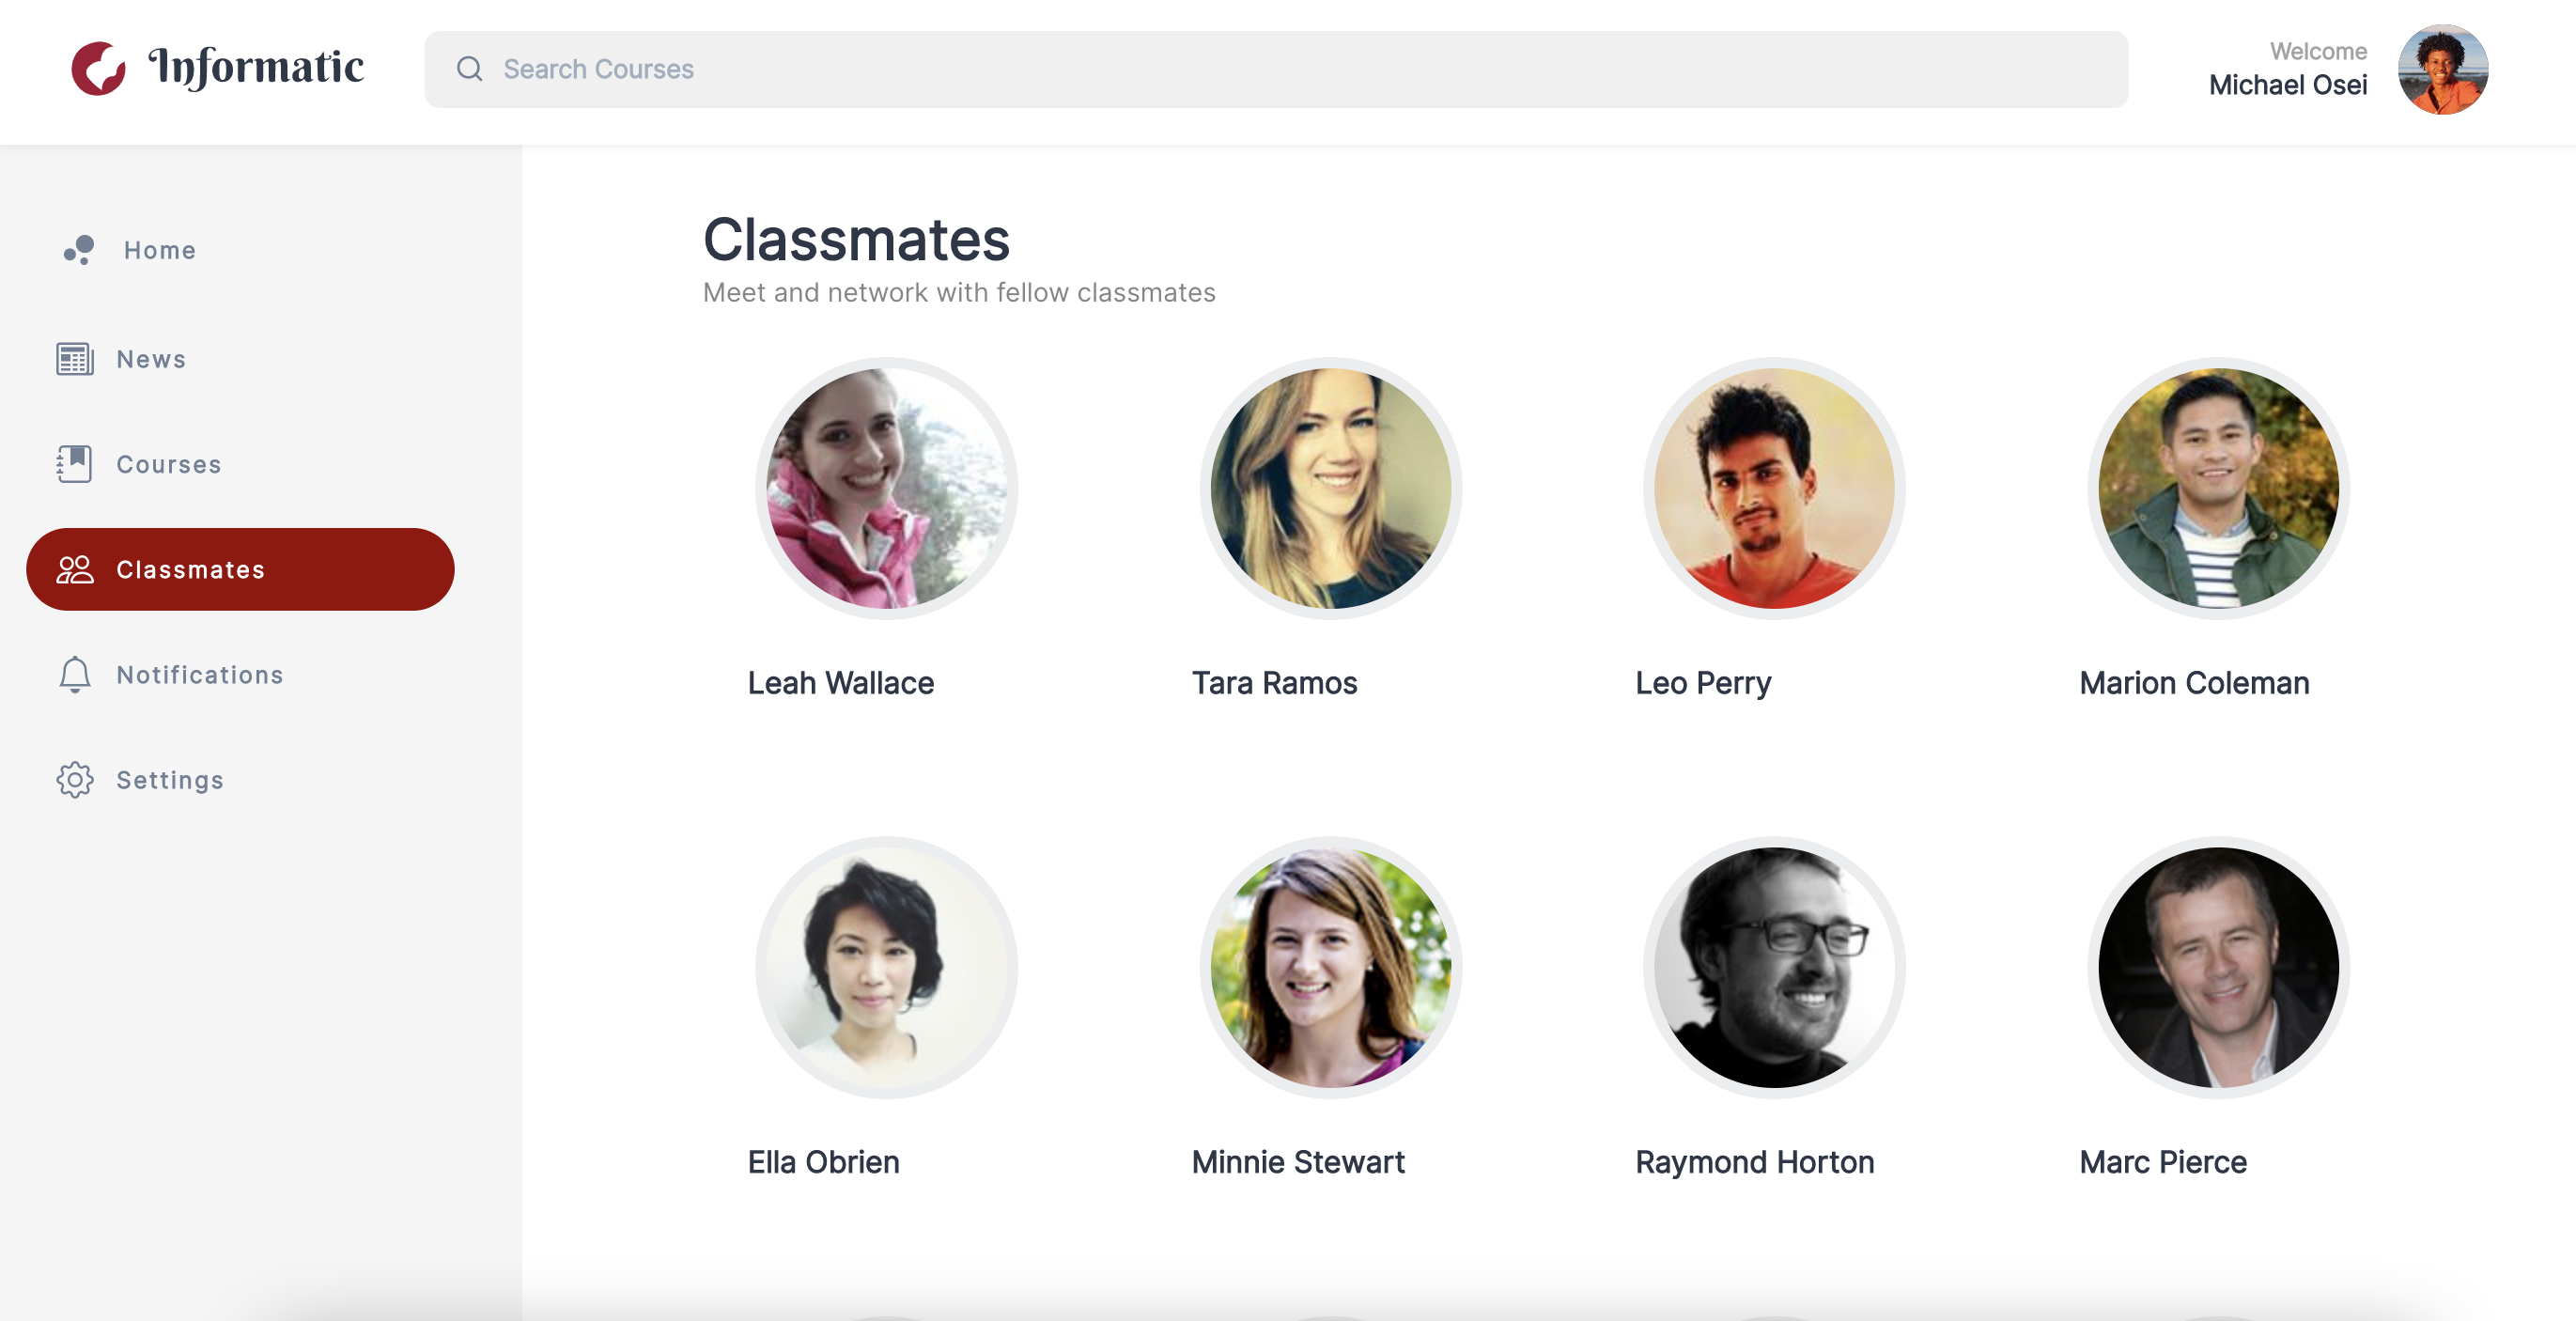 Informatic
Search Courses
Welcome
Michael Osei
Home
News
Courses
Classmates
Notifications
Settings
Classmates
Meet and network with fellow classmates
Leah Wallace
Tara Ramos
Leo Perry
Marion Coleman
Ella Obrien
Minnie Stewart
Raymond Horton
Marc Pierce